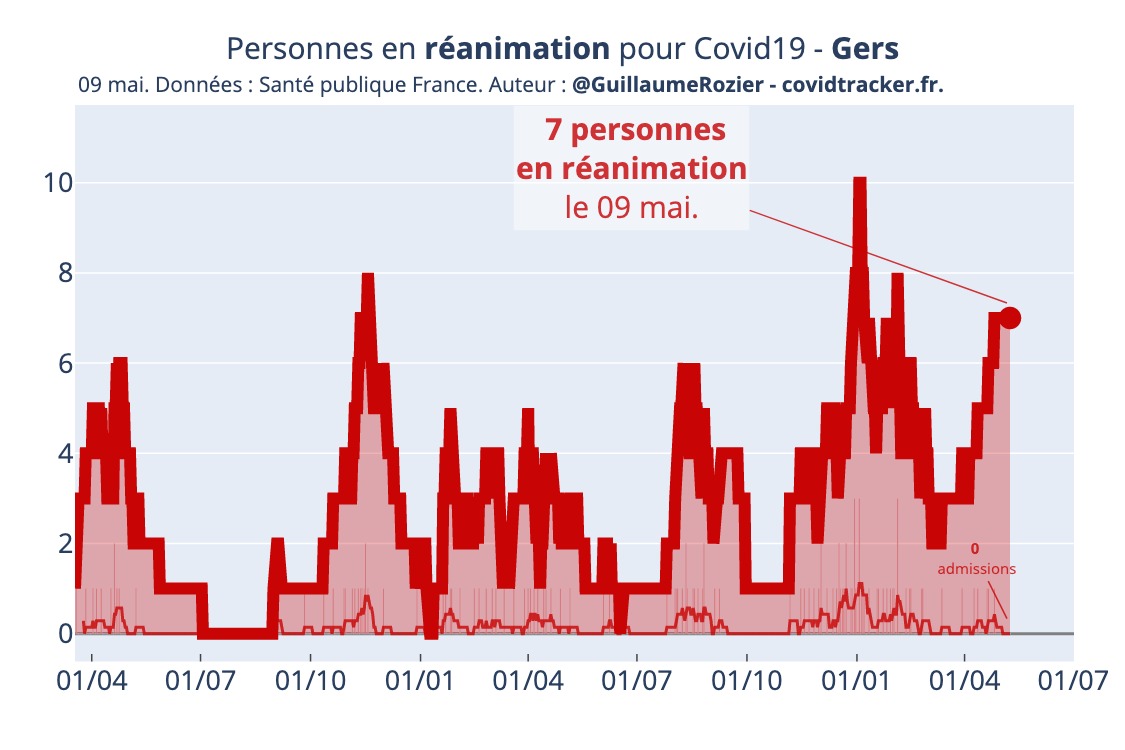 Personnes en réanimation pour Covid19 - Gers
09 mai. Données : Santé publique France. Auteur : @GuillaumeRozier - covidtracker.fr.
7 personnes
en réanimation
le 09 mai.
10
8
6
4
2
0
0
admissions
01/04 01/07 01/10 01/01 01/04 01/07 01/10 01/01 01/04 01/07